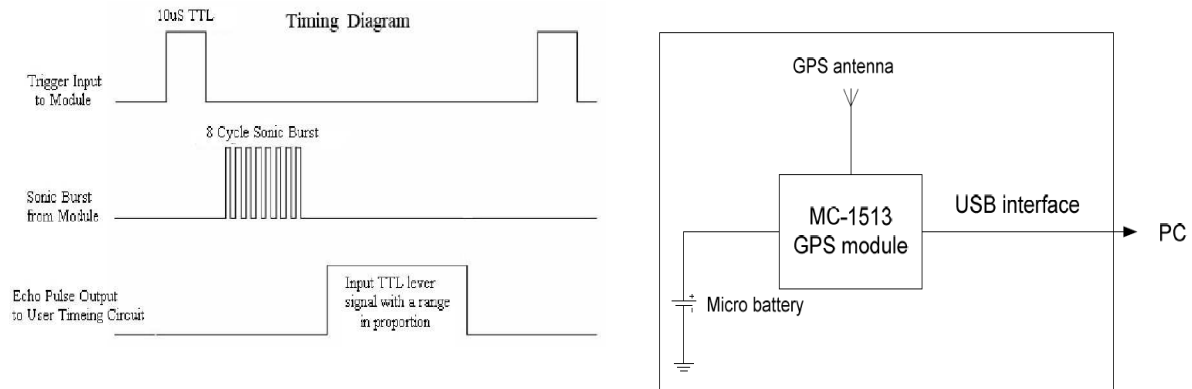 10uS TTL
Timing Diagram
Trigger Input
to Module
8 Cycle Sonic Burst
Sonic Burst
from Module
Echo Pulse Output
to User Timeing Circuit
Input TTL lever
signal with a range
in proportion
GPS antenna
MC-1513
GPS module
USB interface
PC
Micro battery